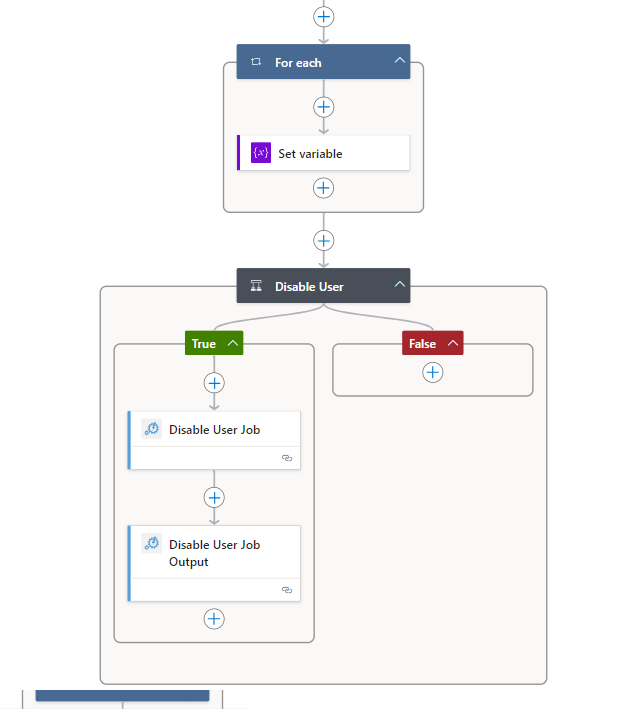 For each
{x} Set variable
Disable User
True
False
Disable User Job
Disable User Job
Output